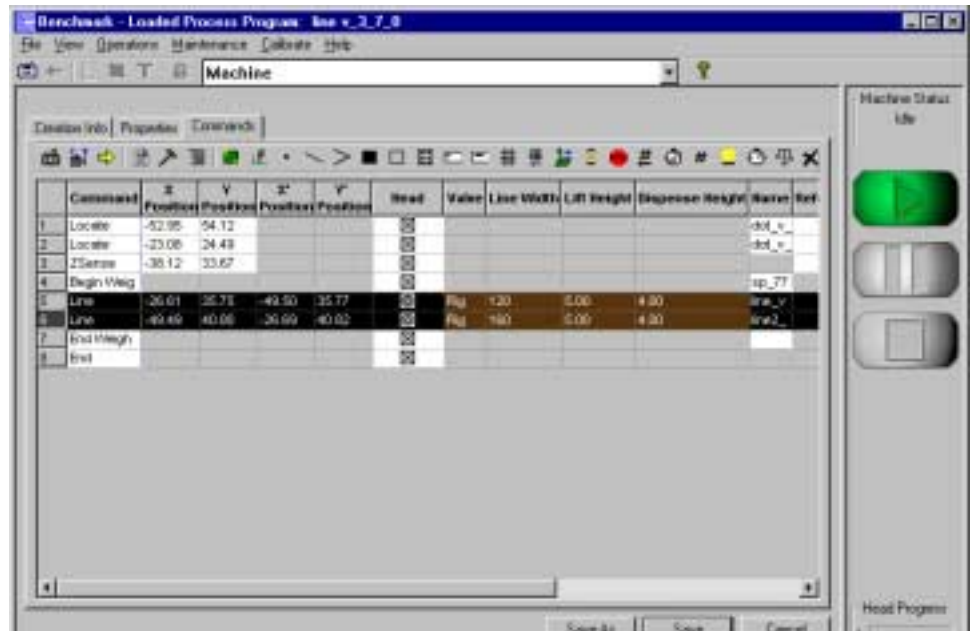 Benchmark - Loaded Process Program: line v_3_7_0
File View Operations Maintenance Calibrate Help
Machine
Machine Status
Idle
Creation Info Properties Commands
Command X Position Y Position X' Position Y' Position Head Valve Line Width Lift Height Dispense Height Name Ref
1 Locate -52.95 54.12 dot_v_
2 Locate -23.08 24.49 dot_v_
3 ZSense -38.12 33.67
4 Begin Weig sp_77
5 Line -26.61 35.75 -49.50 35.77 Rig 120 5.00 4.00 line_v
6 Line -49.49 40.00 -26.69 40.02 Rig 160 5.00 4.00 line2_
7 End Weigh
8 End
Head Progress
Save As Save Cancel